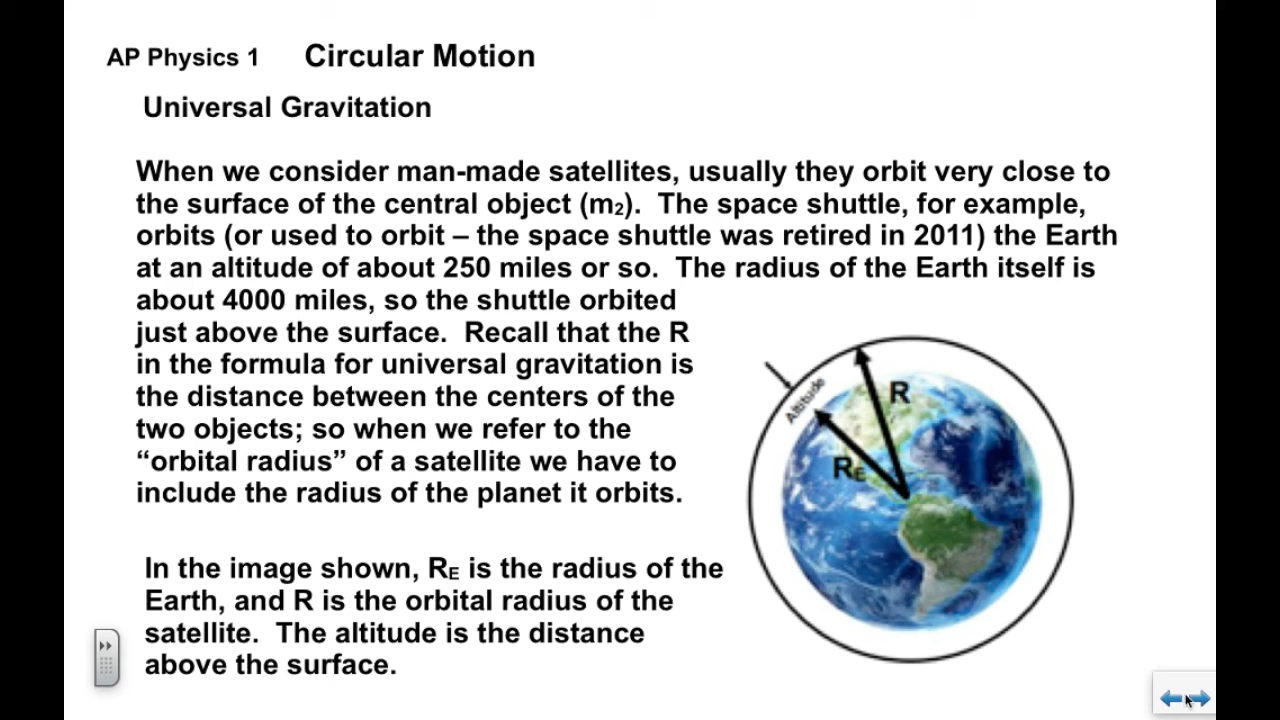 AP Physics 1 Circular Motion
Universal Gravitation
When we consider man-made satellites, usually they orbit very close to
the surface of the central object (m₂). The space shuttle, for example,
orbits (or used to orbit – the space shuttle was retired in 2011) the Earth
at an altitude of about 250 miles or so. The radius of the Earth itself is
about 4000 miles, so the shuttle orbited
just above the surface. Recall that the R
in the formula for universal gravitation is
the distance between the centers of the
two objects; so when we refer to the
“orbital radius” of a satellite we have to
include the radius of the planet it orbits.
In the image shown, RE is the radius of the
Earth, and R is the orbital radius of the
satellite. The altitude is the distance
above the surface.
Altitude
R
RE